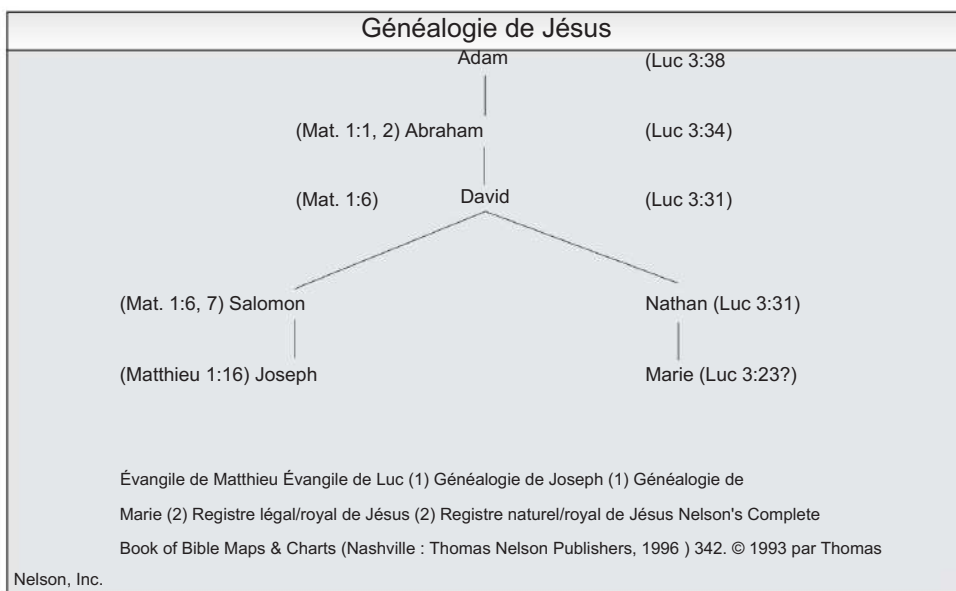 Généalogie de Jésus
Adam (Luc 3:38
(Mat. 1:1, 2) Abraham (Luc 3:34)
(Mat. 1:6) David (Luc 3:31)
(Mat. 1:6, 7) Salomon Nathan (Luc 3:31)
(Matthieu 1:16) Joseph Marie (Luc 3:23?)
Évangile de Matthieu Évangile de Luc (1) Généalogie de Joseph (1) Généalogie de
Marie (2) Registre légal/royal de Jésus (2) Registre naturel/royal de Jésus Nelson's Complete
Book of Bible Maps & Charts (Nashville : Thomas Nelson Publishers, 1996 ) 342. © 1993 par Thomas
Nelson, Inc.